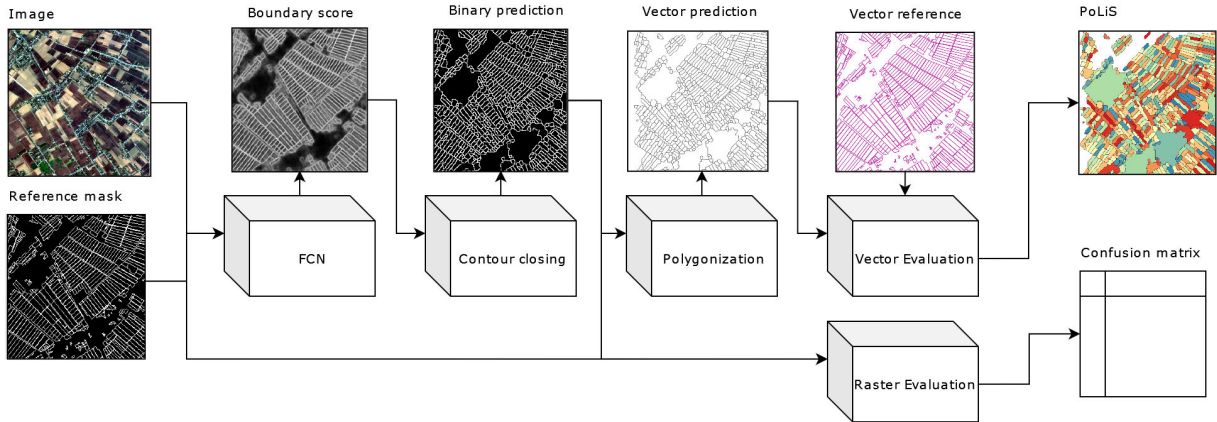 Image
Boundary score
Binary prediction
Vector prediction
Vector reference
PoLiS
Reference mask
FCN
Contour closing
Polygonization
Vector Evaluation
Confusion matrix
Raster Evaluation